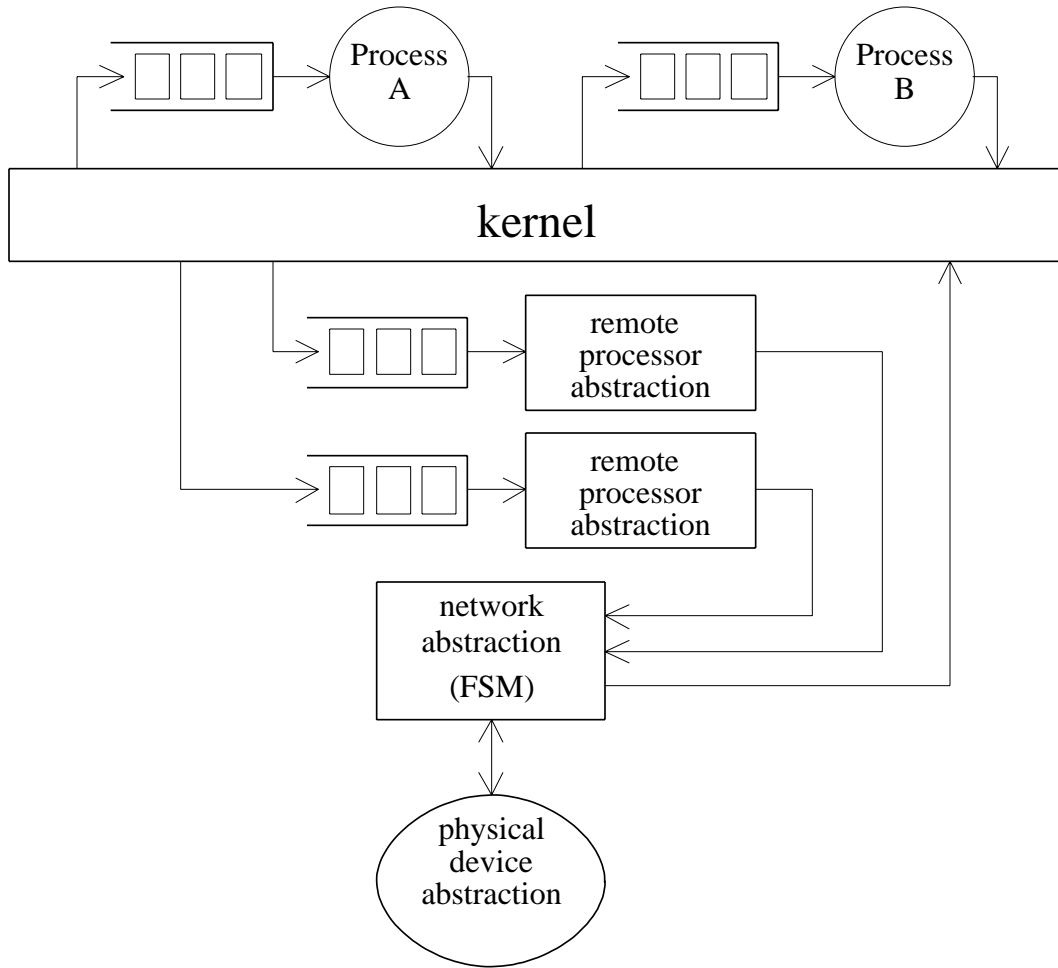 Process
A
Process
B
kernel
remote
processor
abstraction
remote
processor
abstraction
network
abstraction
(FSM)
physical
device
abstraction